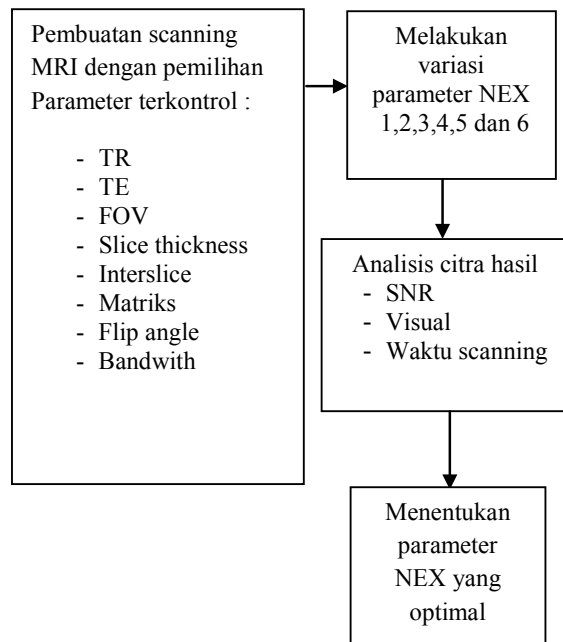 Pembuatan scanning
MRI dengan pemilihan
Parameter terkontrol :
- TR
- TE
- FOV
- Slice thickness
- Interslice
- Matriks
- Flip angle
- Bandwith
Melakukan
variasi
parameter NEX
1,2,3,4,5 dan 6
Analisis citra hasil
- SNR
- Visual
- Waktu scanning
Menentukan
parameter
NEX yang
optimal